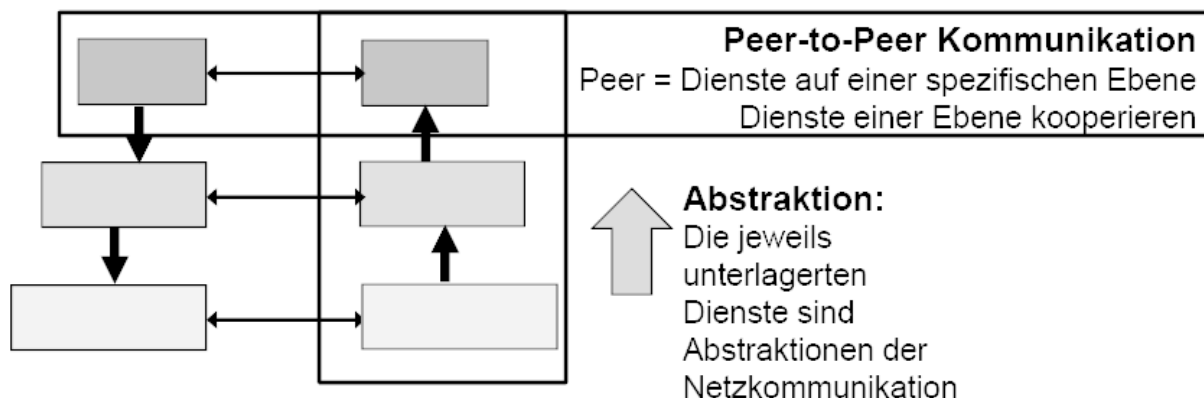 Peer-to-Peer Kommunikation
Peer = Dienste auf einer spezifischen Ebene
Dienste einer Ebene kooperieren
Abstraktion:
Die jeweils
unterlagerten
Dienste sind
Abstraktionen der
Netzkommunikation